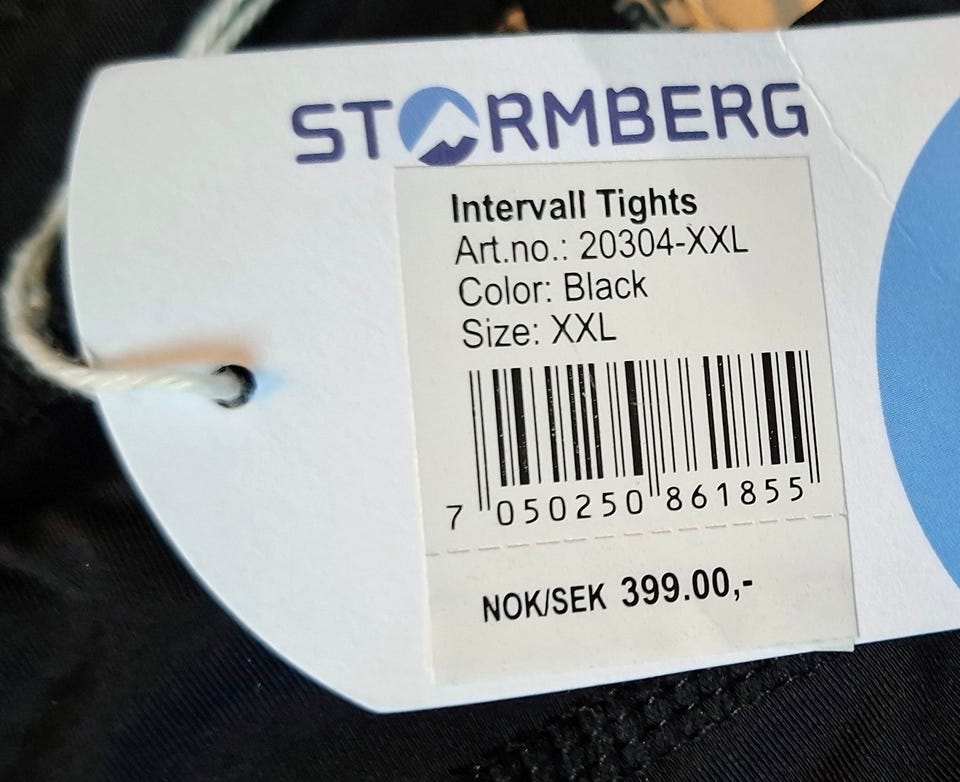 STORMBERG
Intervall Tights
Art.no.: 20304-XXL
Color: Black
Size: XXL
7 050250 861855
NOK/SEK 399.00,-